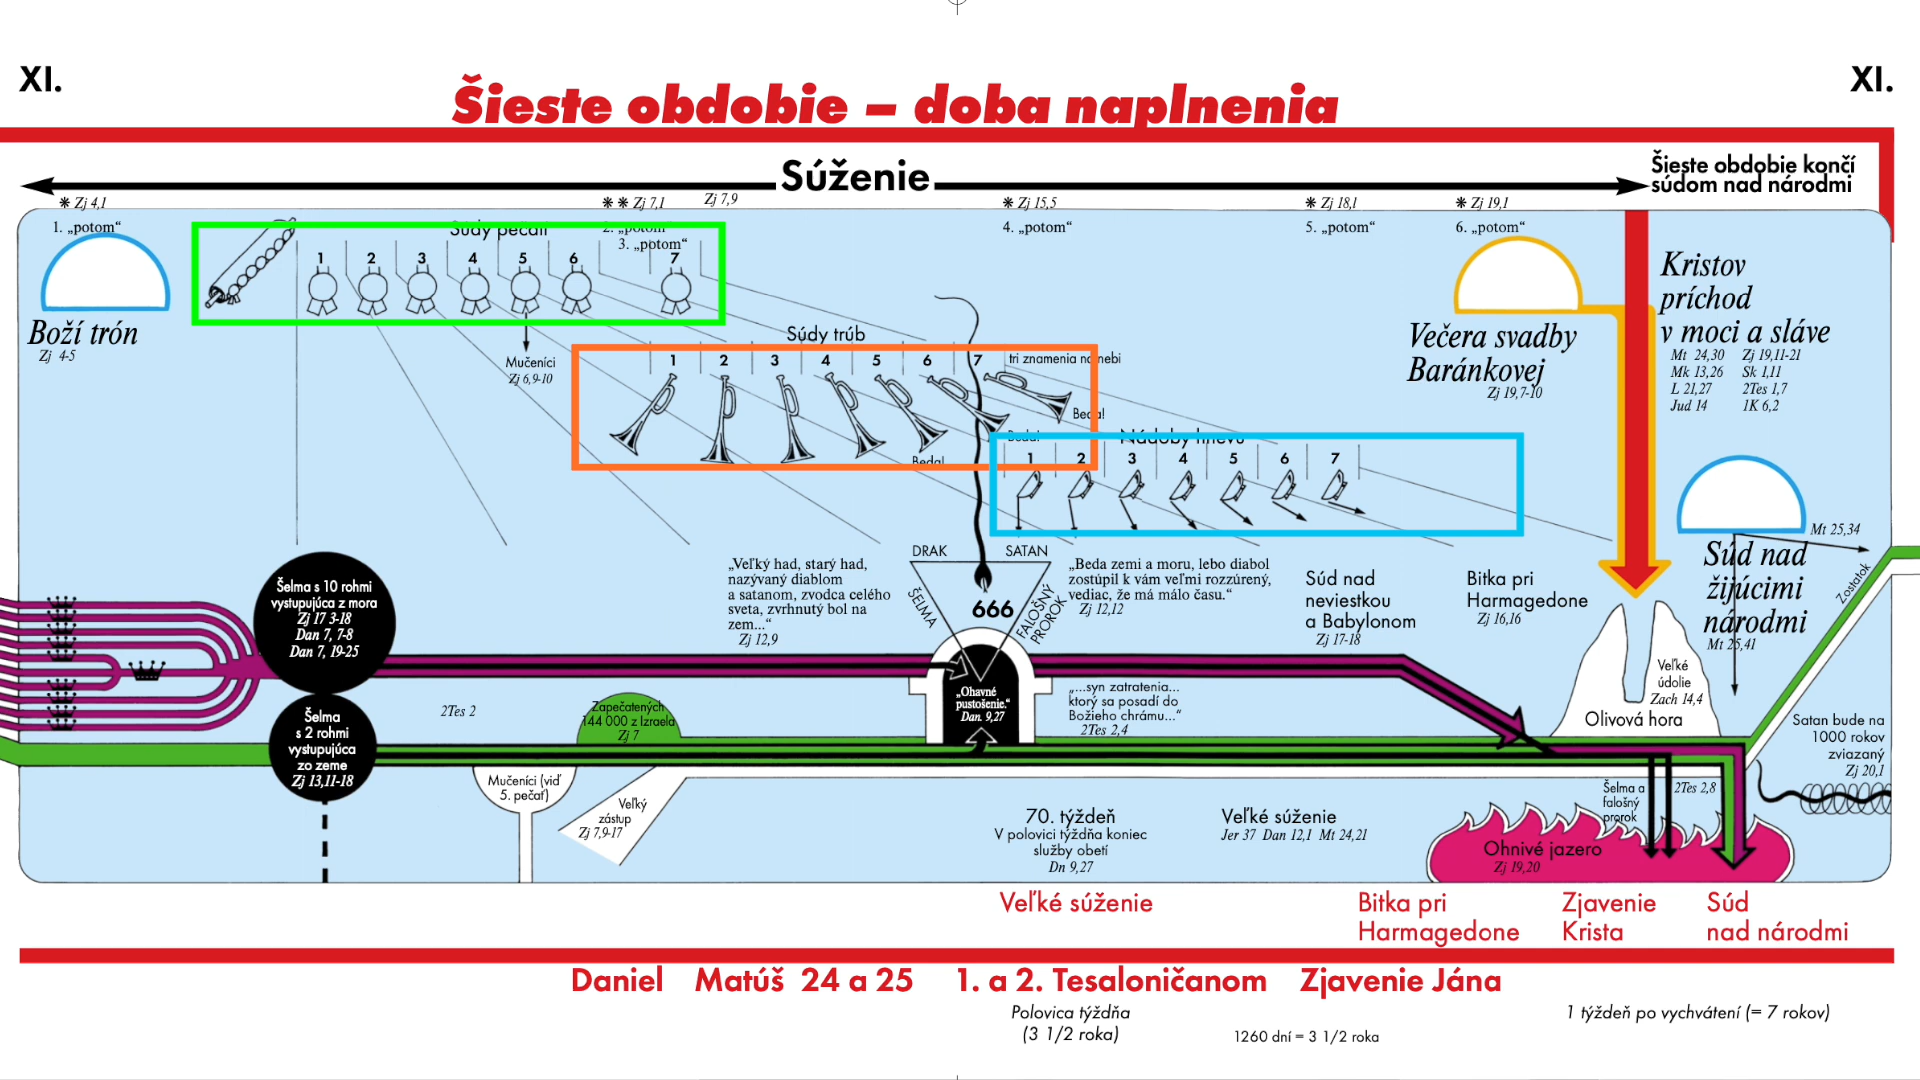 XI.
XI.
Šieste obdobie – doba naplnenia
Súženie
Šieste obdobie končí
súdom nad národmi
* Zj 4,1
* * Zj 7,1
Zj 7,9
* Zj 15,5
* Zj 18,1
* Zj 19,1
1. „potom“
2. „potom“
3. „potom“
4. „potom“
5. „potom“
6. „potom“
Súdy pečatí
1 2 3 4 5 6 7
Boží trón
Zj 4-5
Mučeníci
Zj 6,9-10
Súdy trúb
1 2 3 4 5 6 7
tri znamenia na nebi
Beda!
Beda!
Beda!
Nádoby hnevu
1 2 3 4 5 6 7
Večera svadby
Baránkovej
Zj 19,7-10
Kristov
príchod
v moci a sláve
Mt 24,30 Zj 19,11-21
Mk 13,26 Sk 1,11
L 21,27 2Tes 1,7
Jud 14 1K 6,2
Mt 25,34
Súd nad
žijúcimi
národmi
Mt 25,41
Zostatok
Šelma s 10 rohmi
vystupujúca z mora
Zj 17 3-18
Dan 7, 7-8
Dan 7, 19-25
Šelma
s 2 rohmi
vystupujúca
zo zeme
Zj 13,11-18
2Tes 2
Zapečatených
144 000 z Izraela
Zj 7
Mučeníci (viď
5. pečať)
Veľký
zástup
Zj 7,9-17
„Veľký had, starý had,
nazývaný diablom
a satanom, zvodca celého
sveta, zvrhnutý bol na
zem...“
Zj 12,9
DRAK
SATAN
ŠELMA
666
FALOŠNÝ
PROROK
„Ohavné
pustošenie.“
Dan. 9,27
„Beda zemi a moru, lebo diabol
zostúpil k vám veľmi rozzúrený,
vediac, že má málo času.“
Zj 12,12
„...syn zatratenia...
ktorý sa posadí do
Božieho chrámu...“
2Tes 2,4
Súd nad
neviestkou
a Babylonom
Zj 17-18
Bitka pri
Harmagedone
Zj 16,16
Veľké
údolie
Zach 14,4
Olivová hora
Satan bude na
1000 rokov
zviazaný
Zj 20,1
Šelma a
falošný
prorok
2Tes 2,8
Ohnivé jazero
Zj 19,20
70. týždeň
V polovici týždňa koniec
služby obetí
Dn 9,27
Veľké súženie
Jer 37 Dan 12,1 Mt 24,21
Veľké súženie
Bitka pri
Harmagedone
Zjavenie
Krista
Súd
nad národmi
Daniel Matúš 24 a 25 1. a 2. Tesaloničanom Zjavenie Jána
Polovica týždňa
(3 1/2 roka)
1260 dní = 3 1/2 roka
1 týždeň po vychvátení (= 7 rokov)